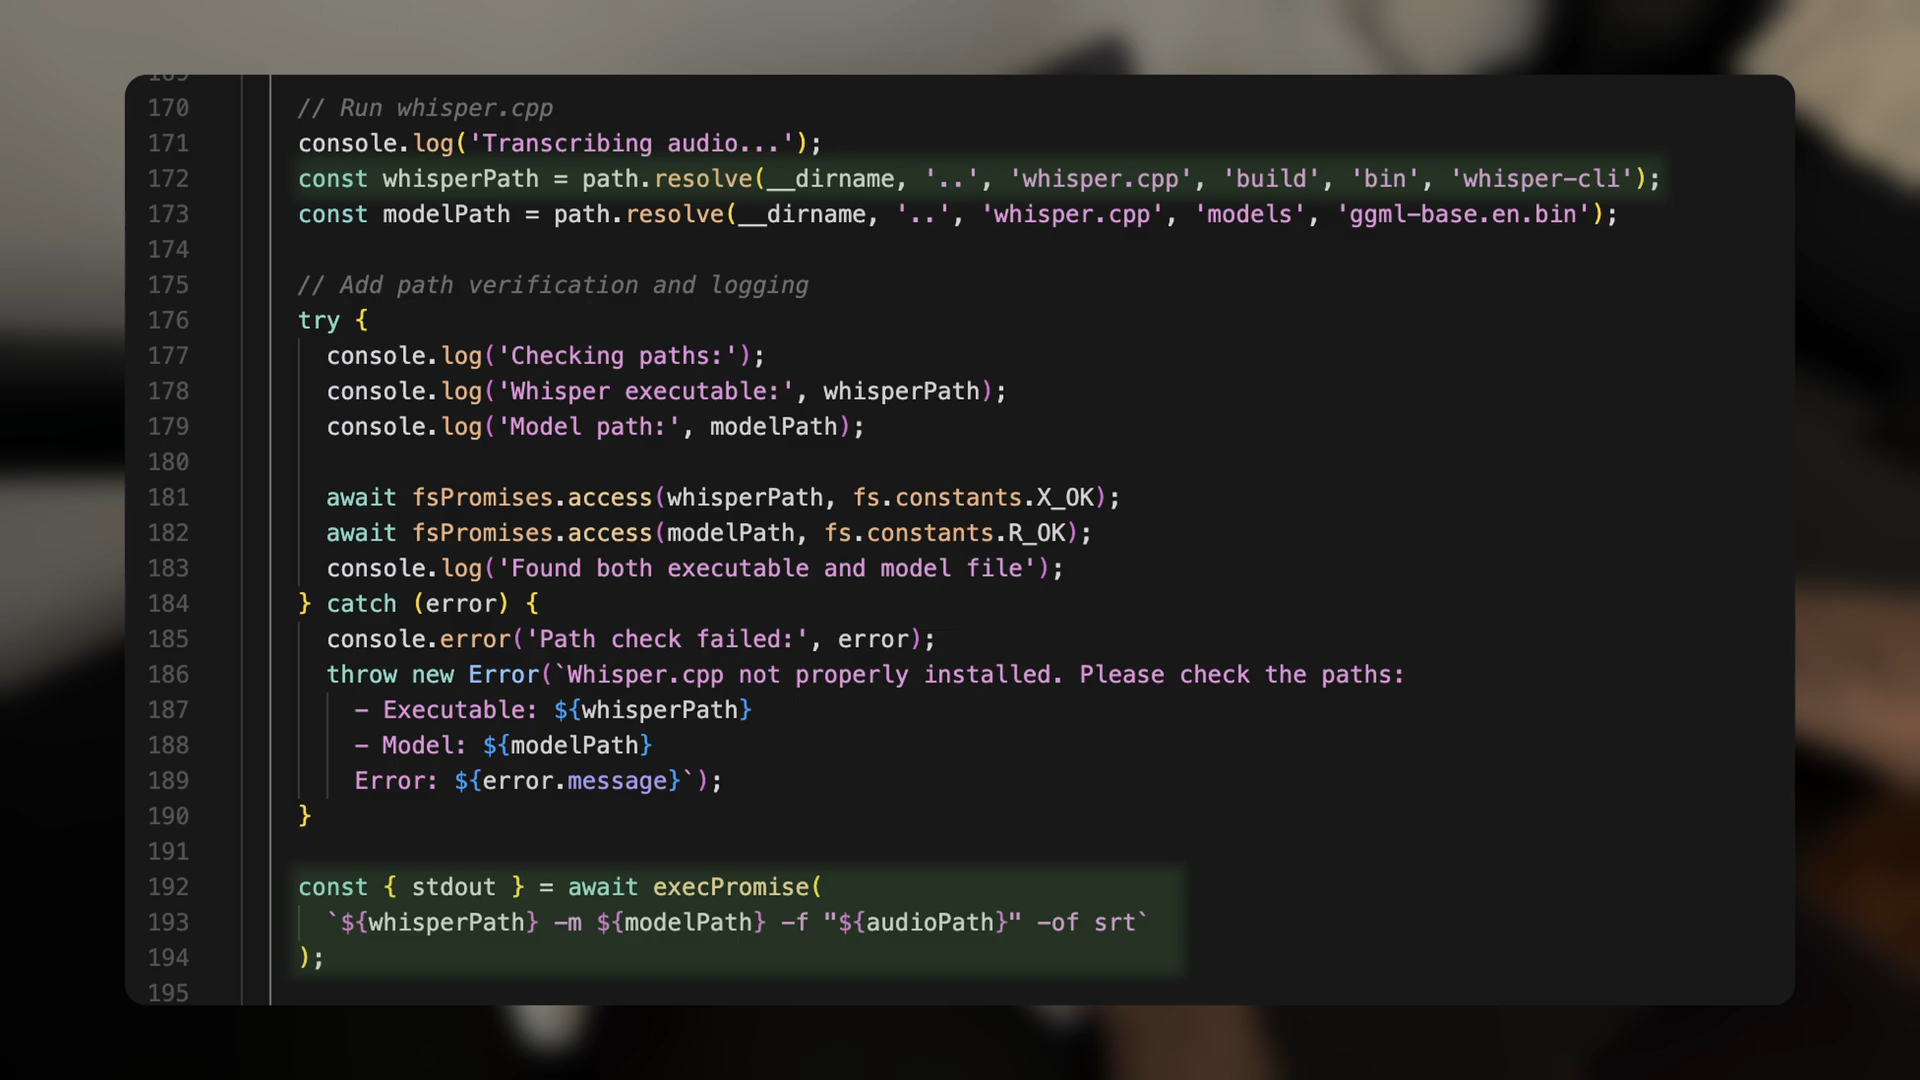 170 // Run whisper.cpp
171 console.log('Transcribing audio...');
172 const whisperPath = path.resolve(__dirname, '..', 'whisper.cpp', 'build', 'bin', 'whisper-cli');
173 const modelPath = path.resolve(__dirname, '..', 'whisper.cpp', 'models', 'ggml-base.en.bin');
174
175 // Add path verification and logging
176 try {
177 console.log('Checking paths:');
178 console.log('Whisper executable:', whisperPath);
179 console.log('Model path:', modelPath);
180
181 await fsPromises.access(whisperPath, fs.constants.X_OK);
182 await fsPromises.access(modelPath, fs.constants.R_OK);
183 console.log('Found both executable and model file');
184 } catch (error) {
185 console.error('Path check failed:', error);
186 throw new Error(`Whisper.cpp not properly installed. Please check the paths:
187 - Executable: ${whisperPath}
188 - Model: ${modelPath}
189 Error: ${error.message}`);
190 }
191
192 const { stdout } = await execPromise(
193 `${whisperPath} -m ${modelPath} -f "${audioPath}" -of srt`
194 );
195